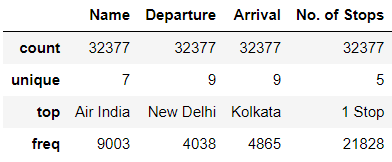 Name Departure Arrival No. of Stops
count 32377 32377 32377 32377
unique 7 9 9 5
top Air India New Delhi Kolkata 1 Stop
freq 9003 4038 4865 21828